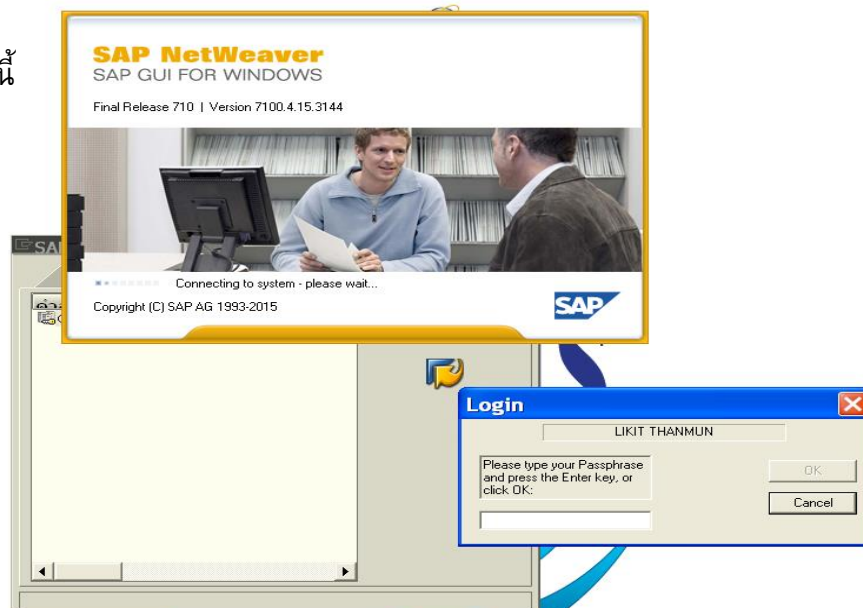 SAP NetWeaver
SAP GUI FOR WINDOWS
นี้
Final Release 710 | Version 7100.4.15.3144
SAP
Connecting to system - please wait...
Copyright (C) SAP AG 1993-2015
SAP
Login
LIKIT THANMUN
Please type your Passphrase
and press the Enter key, or
click OK:
OK
Cancel